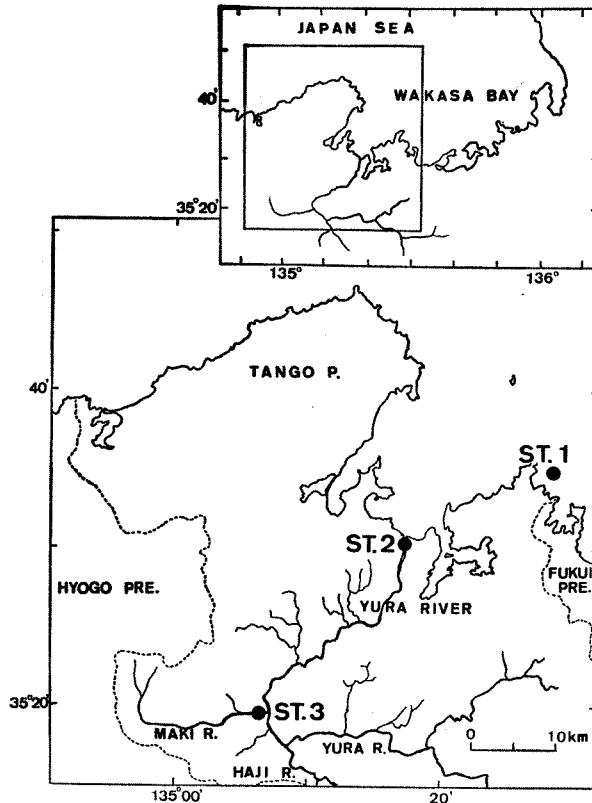 JAPAN SEA
WAKASA BAY
40'
35°20'
135°
136°
TANGO P.
40'
ST.1
ST.2
HYOGO PRE.
FUKUI
PRE.
YURA RIVER
35°20'
ST.3
MAKI R.
YURA R.
0 10km
HAJI R.
135°00'
20'